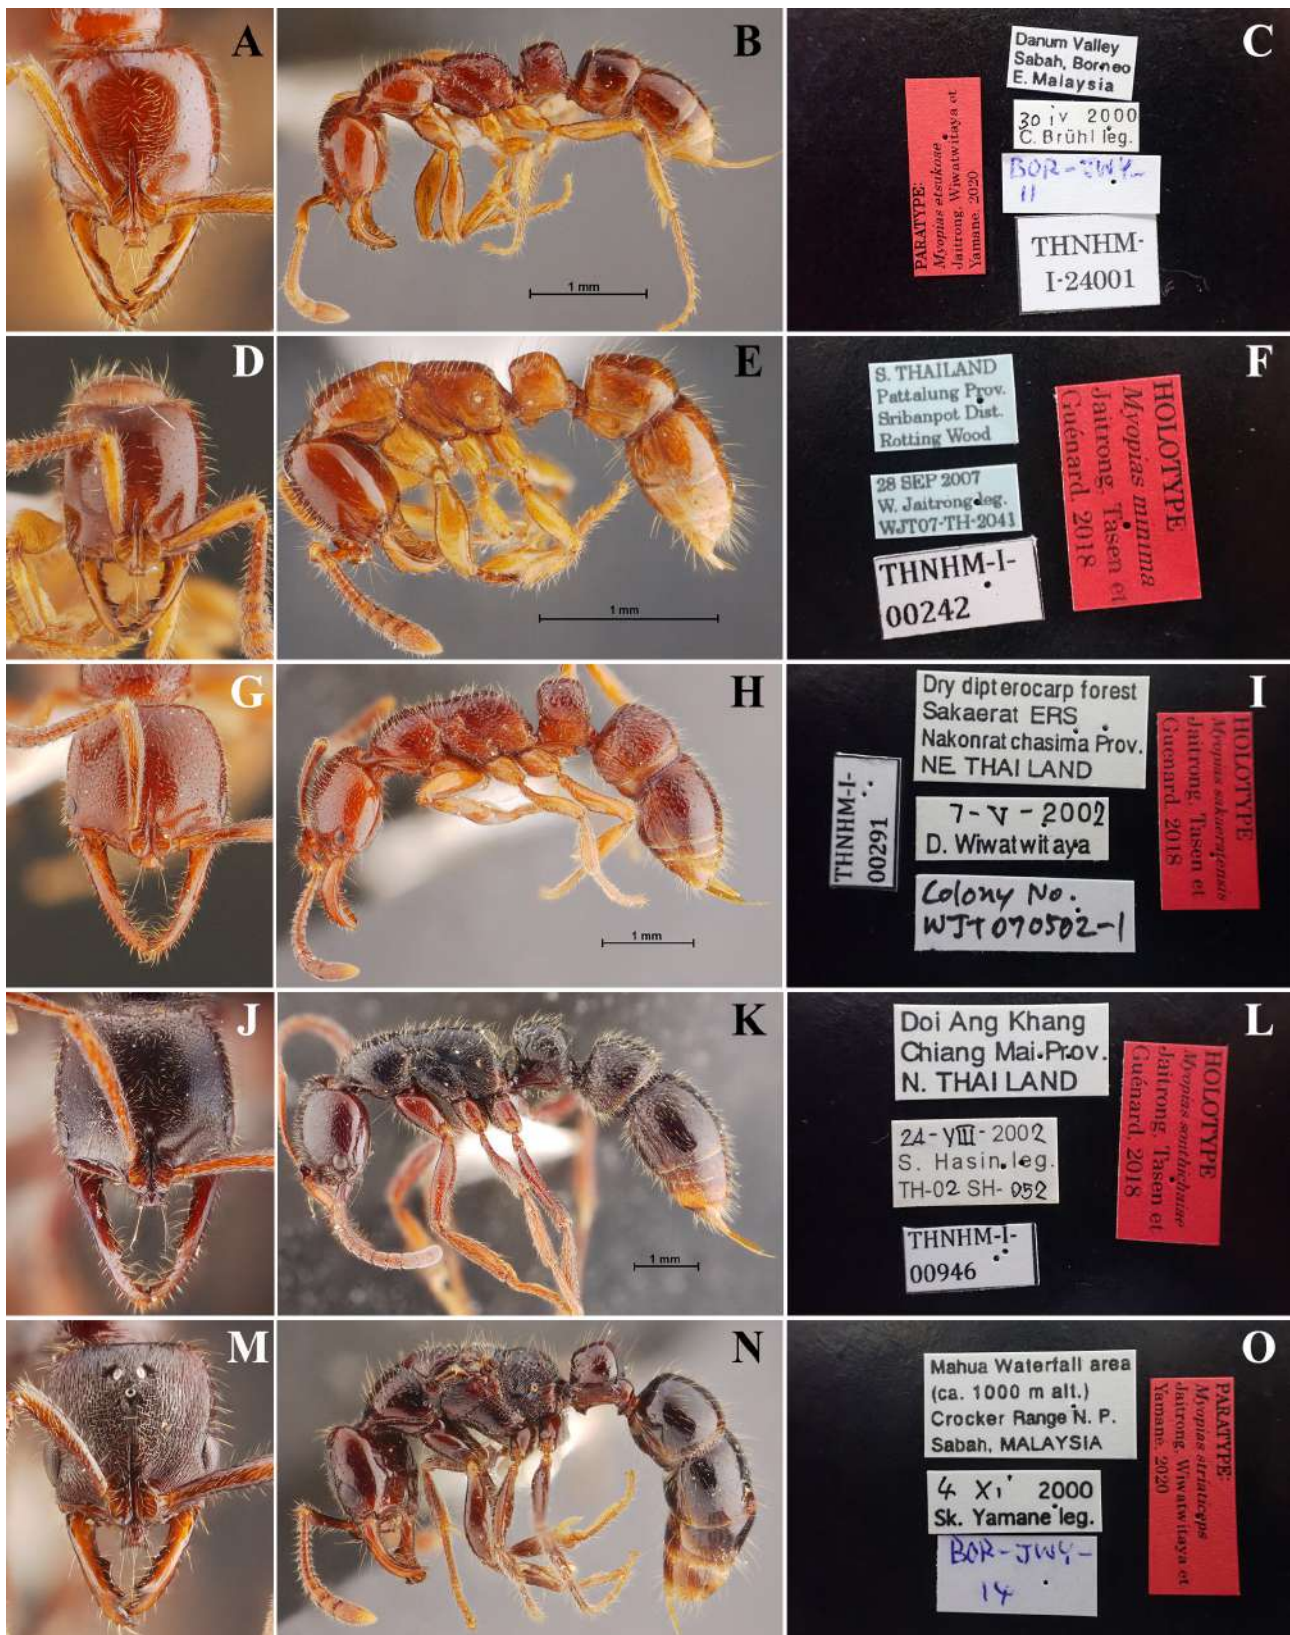 A
B
1 mm
C
PARATYPE:
Myopias etsukoae
Jaitrong, Wiwatwitaya et
Yamane, 2020
Danum Valley
Sabah, Borneo
E. Malaysia
30 iv 2000
C. Brühl leg.
BOR-JWY-
11
THNHM-
I-24001
D
E
1 mm
F
S. THAILAND
Pattalung Prov.
Sribanpot Dist.
Rotting Wood
28 SEP 2007
W. Jaitrong leg.
WJT07-TH-2041
THNHM-I-
00242
HOLOTYPE
Myopias minima
Jaitrong, Tasen et
Guénard, 2018
G
H
1 mm
I
THNHM-I-
00291
Dry dipterocarp forest
Sakaerat ERS
Nakonratchasima Prov.
NE. THAILAND
7-V-2002
D. Wiwatwitaya
Colony No.
WJT070502-1
HOLOTYPE
Myopias sakaeratensis
Jaitrong, Tasen et
Guénard, 2018
J
K
1 mm
L
Doi Ang Khang
Chiang Mai Prov.
N. THAILAND
24-VIII-2002
S. Hasin leg.
TH-02 SH-052
THNHM-I-
00946
HOLOTYPE
Myopias sonthichaiae
Jaitrong, Tasen et
Guénard, 2018
M
N
O
Mahua Waterfall area
(ca. 1000 m alt.)
Crocker Range N. P.
Sabah, MALAYSIA
4 XI 2000
Sk. Yamane leg.
BOR-JWY-
14
PARATYPE:
Myopias striaticeps
Jaitrong, Wiwatwitaya et
Yamane, 2020